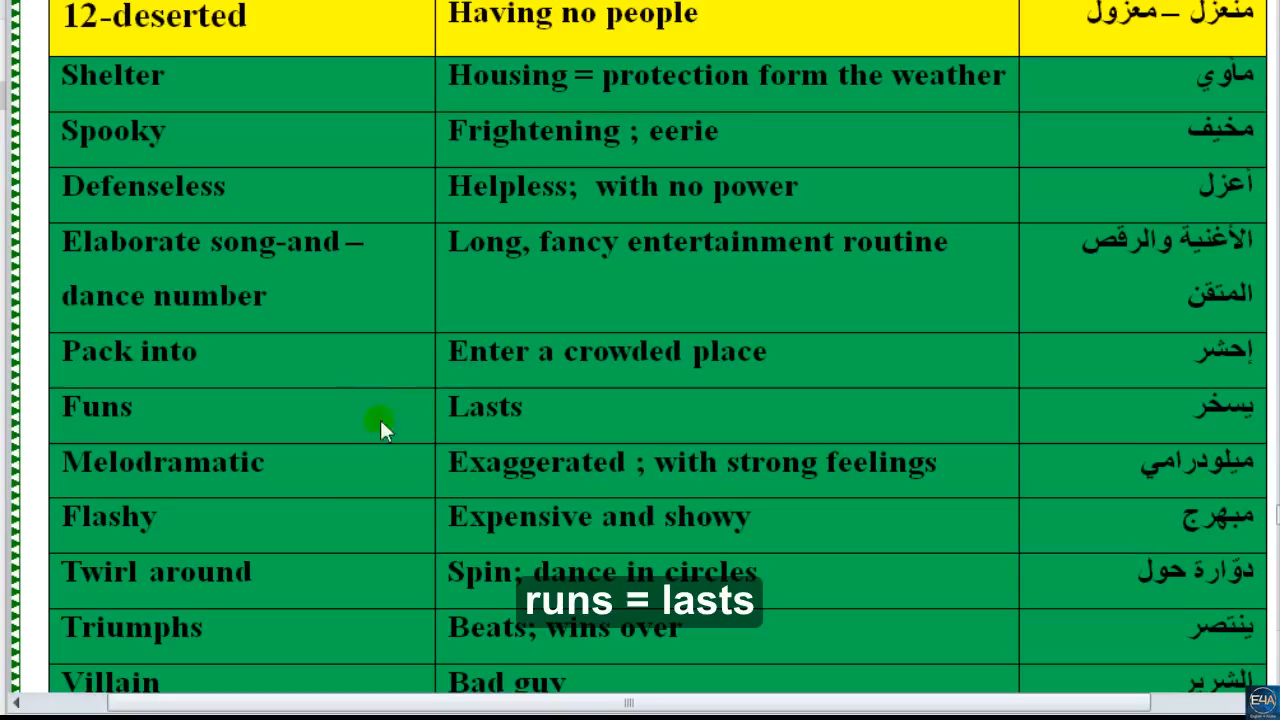 12-deserted Having no people منعزل – معزول
Shelter Housing = protection form the weather مأوي
Spooky Frightening ; eerie مخيف
Defenseless Helpless; with no power أعزل
Elaborate song-and– Long, fancy entertainment routine الأغنية والرقص
dance number المتقن
Pack into Enter a crowded place إحشر
Funs Lasts يسخر
Melodramatic Exaggerated ; with strong feelings ميلودرامي
Flashy Expensive and showy مبهرج
Twirl around Spin; dance in circles دوّارة حول
runs = lasts
Triumphs Beats; wins over ينتصر
Villain Bad guy الشرير
E4A